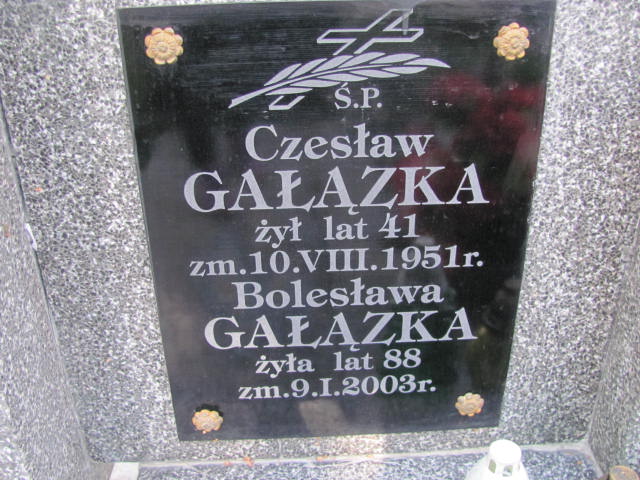 Ś.P.
Czesław
GAŁĄZKA
żył lat 41
zm.10.VIII.1951r.
Bolesława
GAŁĄZKA
żyła lat 88
zm.9.I.2003r.